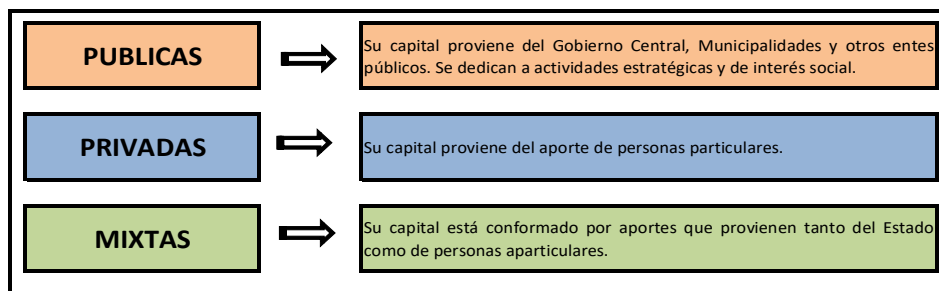 PUBLICAS
Su capital proviene del Gobierno Central, Municipalidades y otros entes
públicos. Se dedican a actividades estratégicas y de interés social.
PRIVADAS
Su capital proviene del aporte de personas particulares.
MIXTAS
Su capital está conformado por aportes que provienen tanto del Estado
como de personas aparticulares.